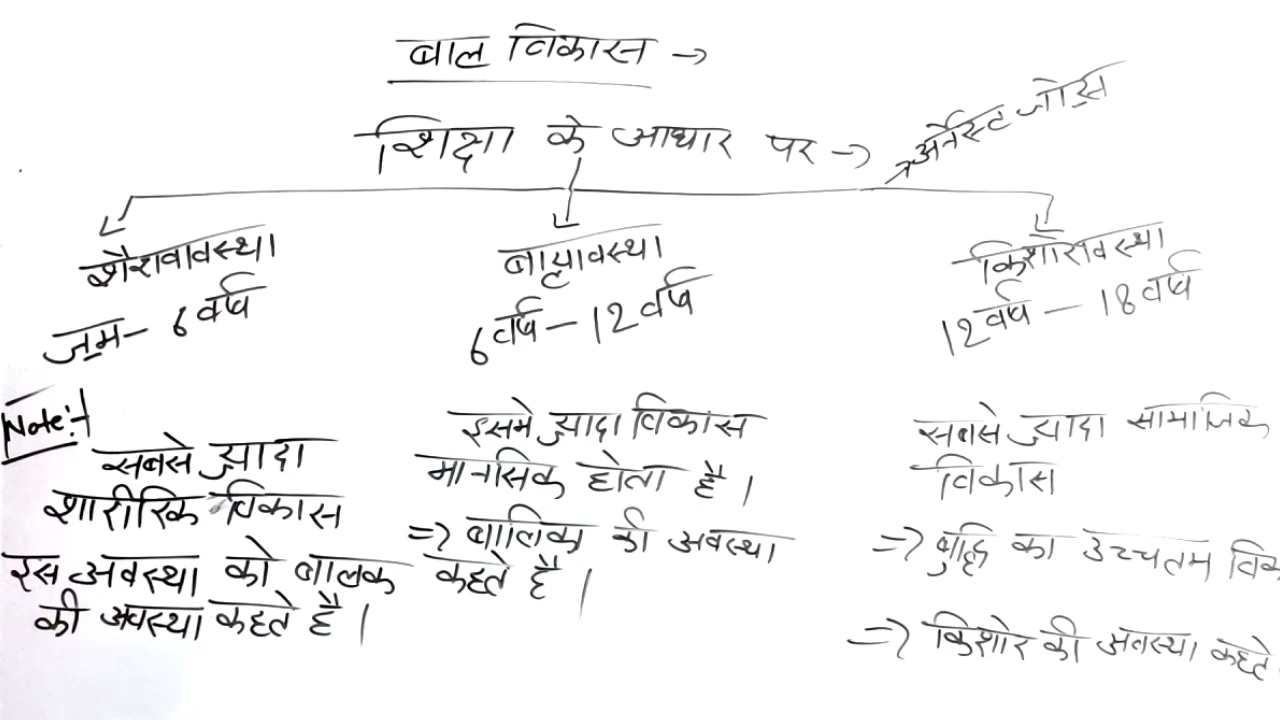 बाल विकास →
शिक्षा के आधार पर →
अर्नेस्ट जोंस
शैशवावस्था
जन्म - 6 वर्ष
बाल्यावस्था
6 वर्ष - 12 वर्ष
किशोरावस्था
12 वर्ष - 18 वर्ष
Note:-
सबसे ज़्यादा
शारीरिक विकास
इस अवस्था को बालक
की अवस्था कहते है।
इसमे ज़्यादा विकास
मानसिक होता है।
=> बालिका की अवस्था
कहते है।
सबसे ज़्यादा सामाजिक
विकास
=> बुद्धि का उच्चतम विक
=> किशोर की अवस्था कहते